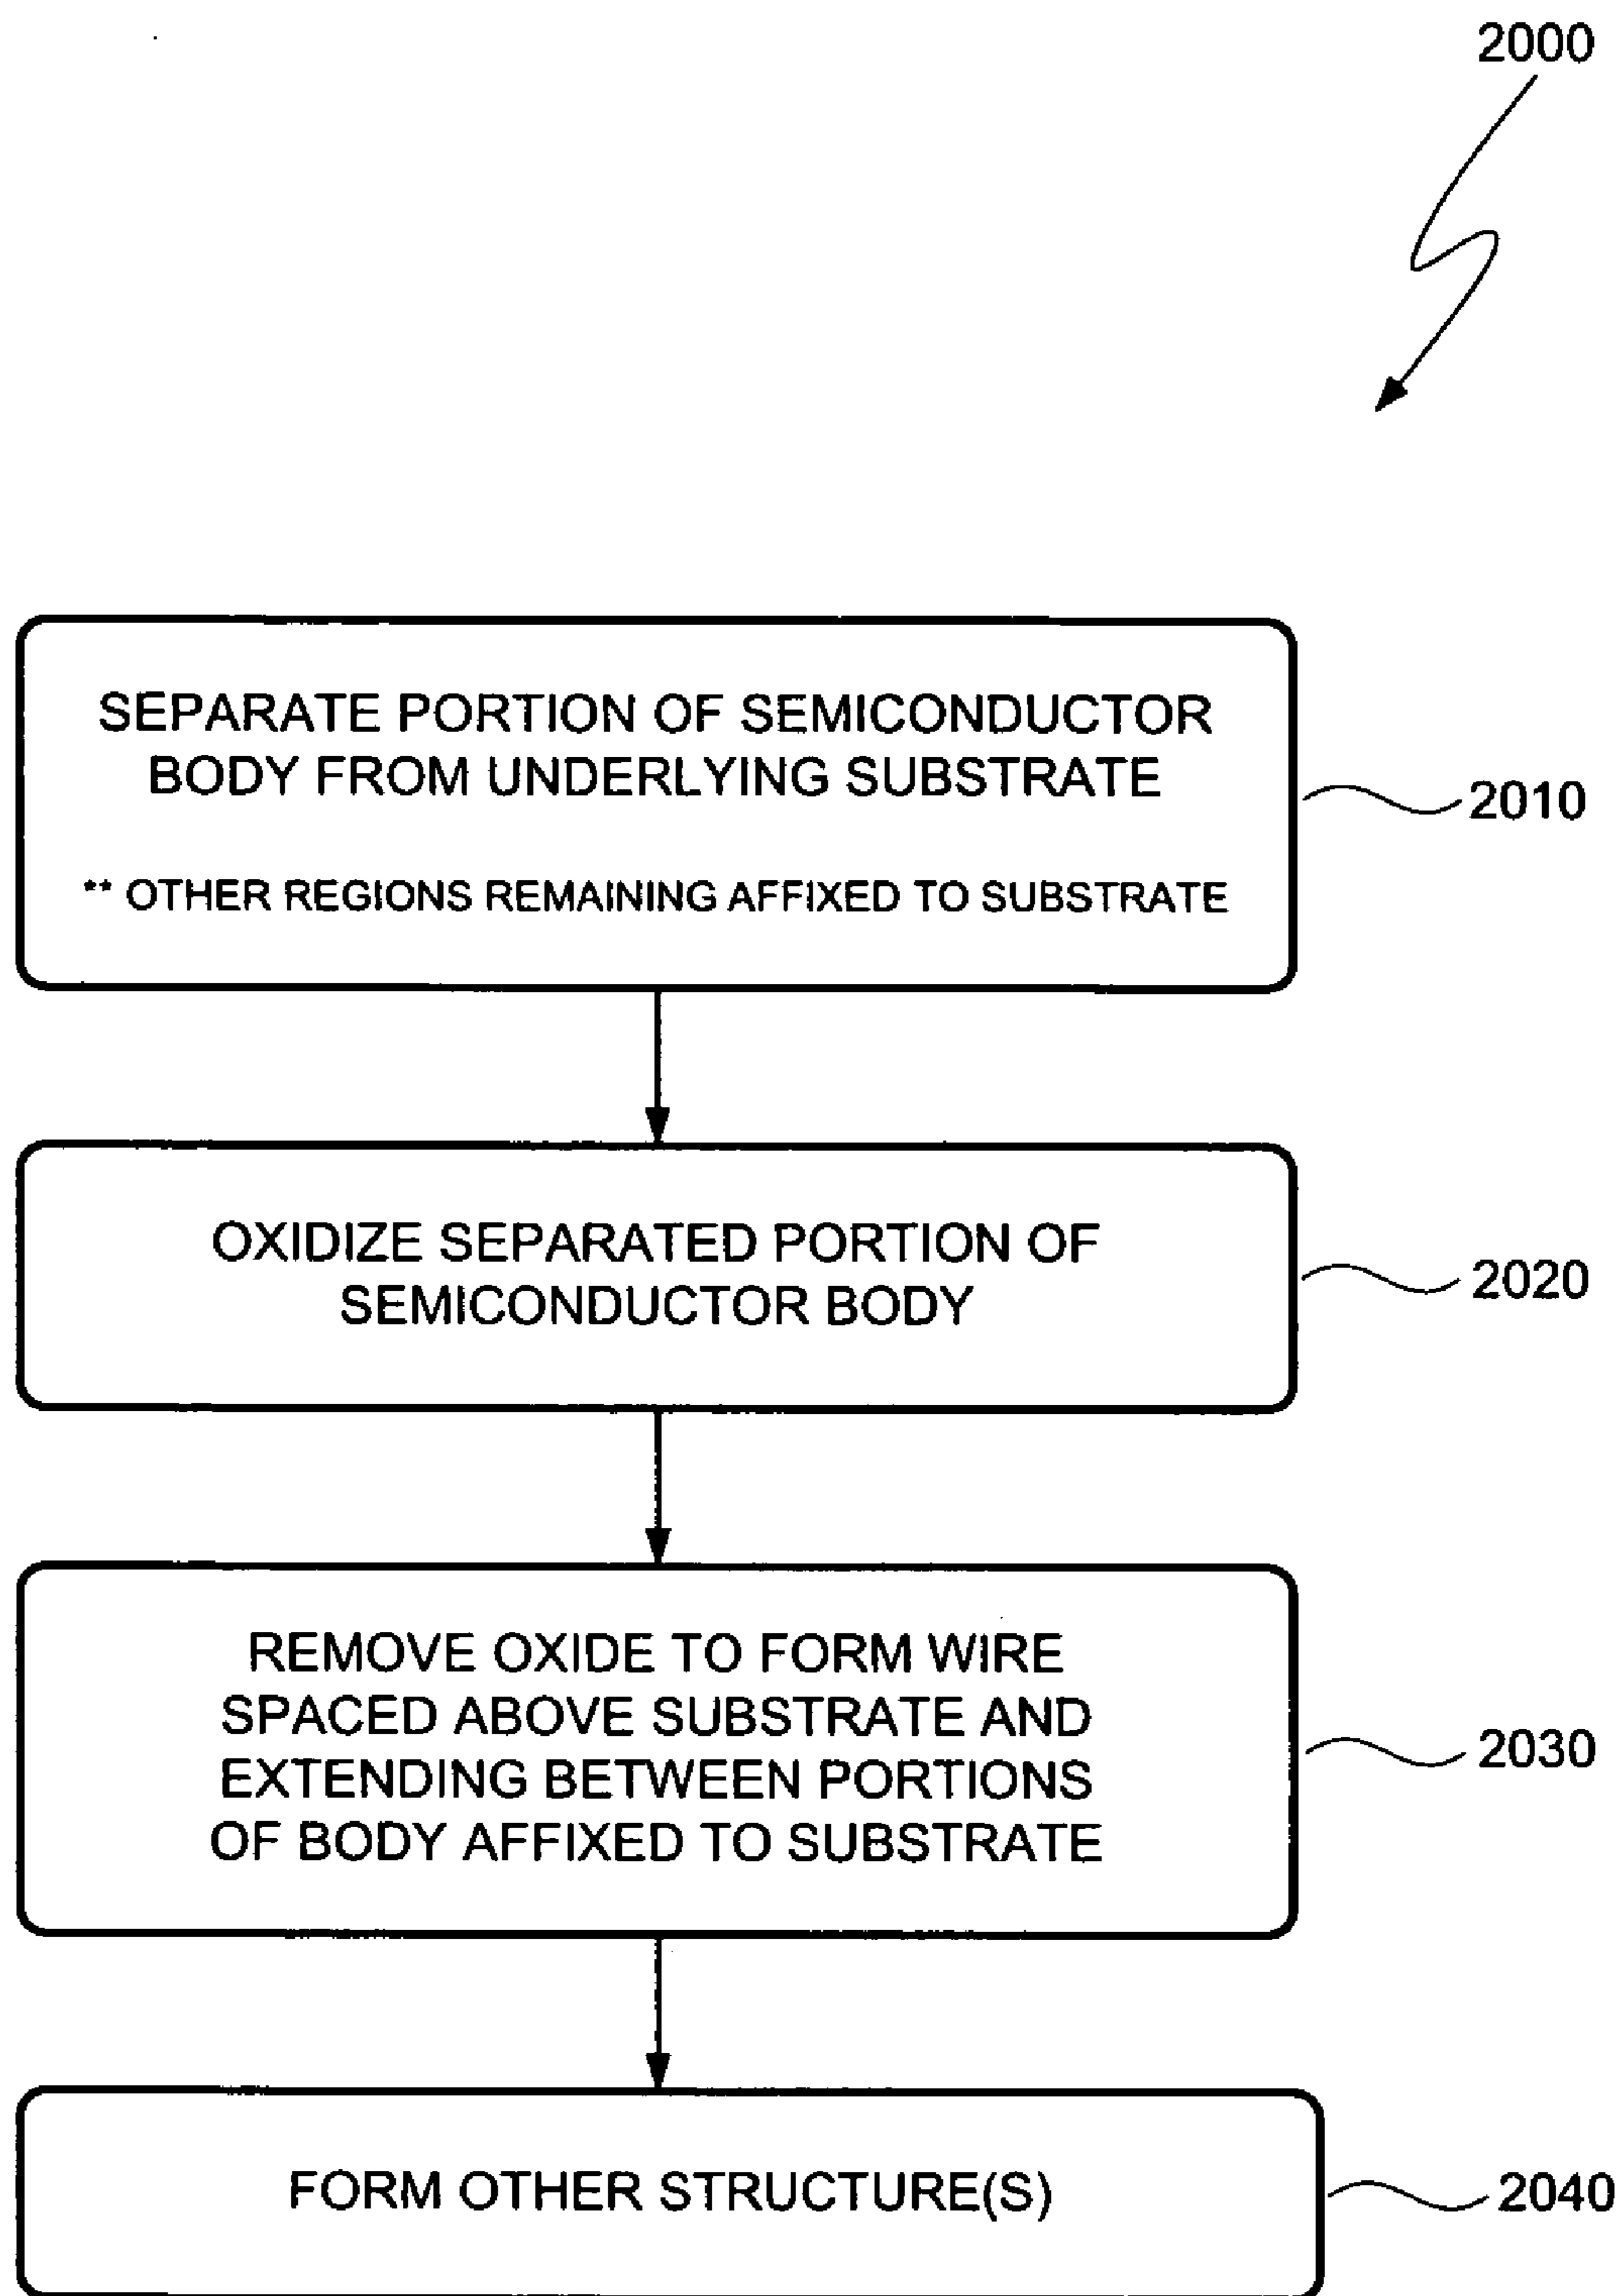 2000
SEPARATE PORTION OF SEMICONDUCTOR
BODY FROM UNDERLYING SUBSTRATE
** OTHER REGIONS REMAINING AFFIXED TO SUBSTRATE
2010
OXIDIZE SEPARATED PORTION OF
SEMICONDUCTOR BODY
2020
REMOVE OXIDE TO FORM WIRE
SPACED ABOVE SUBSTRATE AND
EXTENDING BETWEEN PORTIONS
OF BODY AFFIXED TO SUBSTRATE
2030
FORM OTHER STRUCTURE(S)
2040